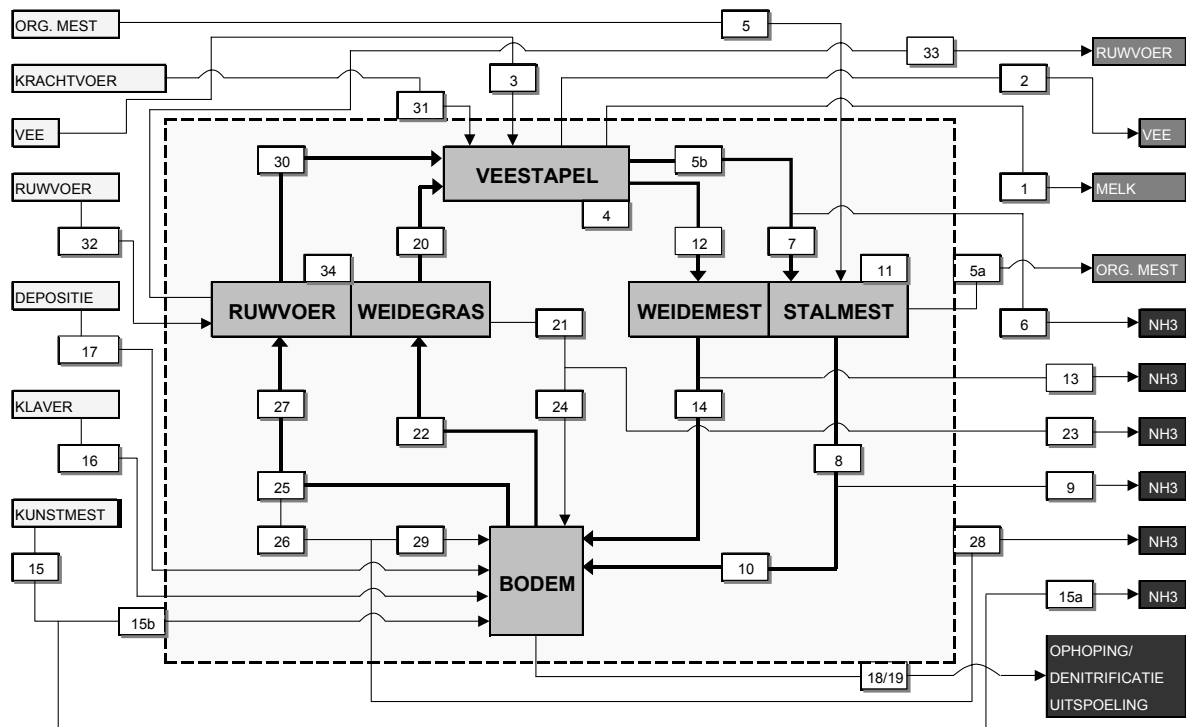 ORG. MEST
5
33
RUWVOER
KRACHTVOER
3
2
31
VEE
VEE
30
VEESTAPEL
5b
RUWVOER
1
MELK
4
32
20
12
7
34
11
5a
ORG. MEST
DEPOSITIE
RUWVOER
WEIDEGRAS
WEIDEMEST
STALMEST
21
6
NH3
17
13
NH3
KLAVER
27
24
14
22
23
NH3
16
8
25
9
NH3
KUNSTMEST
26
29
28
NH3
15
BODEM
10
15a
NH3
15b
OPHOPING/
18/19
DENITRIFICATIE
UITSPOELING